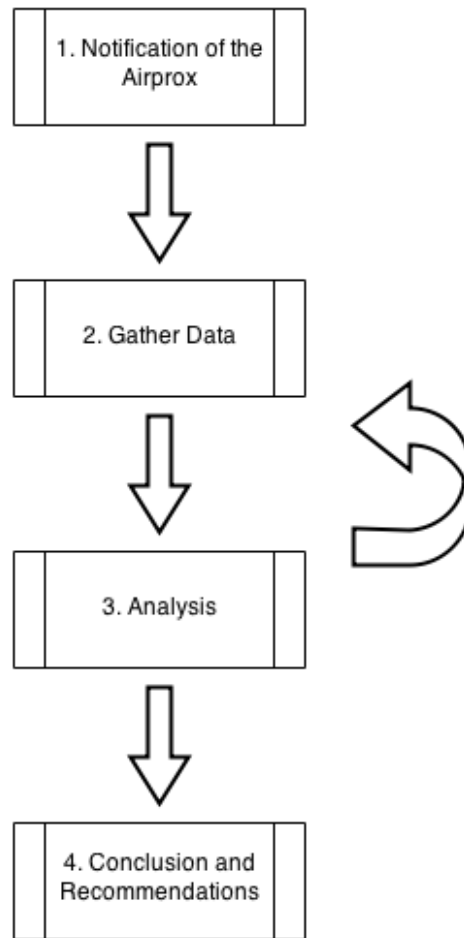 1. Notification of the
Airprox
2. Gather Data
3. Analysis
4. Conclusion and
Recommendations